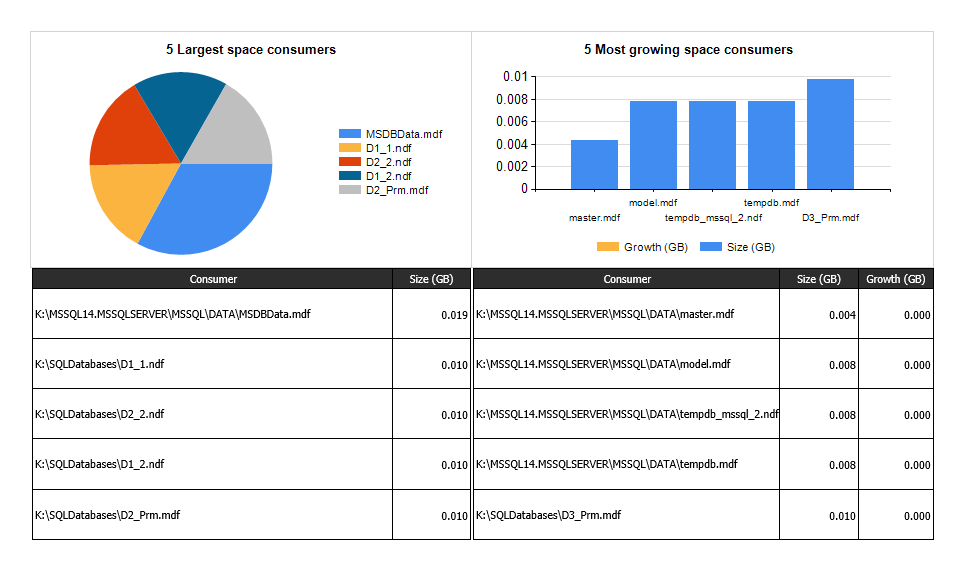 5 Largest space consumers
MSDBData.mdf
D1_1.ndf
D2_2.ndf
D1_2.ndf
D2_Prm.mdf
5 Most growing space consumers
0.01
0.008
0.006
0.004
0.002
0
model.mdf tempdb.mdf
master.mdf tempdb_mssql_2.ndf D3_Prm.mdf
Growth (GB) Size (GB)
Consumer Size (GB)
K:\MSSQL14.MSSQLSERVER\MSSQL\DATA\MSDBData.mdf 0.019
K:\SQLDatabases\D1_1.ndf 0.010
K:\SQLDatabases\D2_2.ndf 0.010
K:\SQLDatabases\D1_2.ndf 0.010
K:\SQLDatabases\D2_Prm.mdf 0.010
Consumer Size (GB) Growth (GB)
K:\MSSQL14.MSSQLSERVER\MSSQL\DATA\master.mdf 0.004 0.000
K:\MSSQL14.MSSQLSERVER\MSSQL\DATA\model.mdf 0.008 0.000
K:\MSSQL14.MSSQLSERVER\MSSQL\DATA\tempdb_mssql_2.ndf 0.008 0.000
K:\MSSQL14.MSSQLSERVER\MSSQL\DATA\tempdb.mdf 0.008 0.000
K:\SQLDatabases\D3_Prm.mdf 0.010 0.000